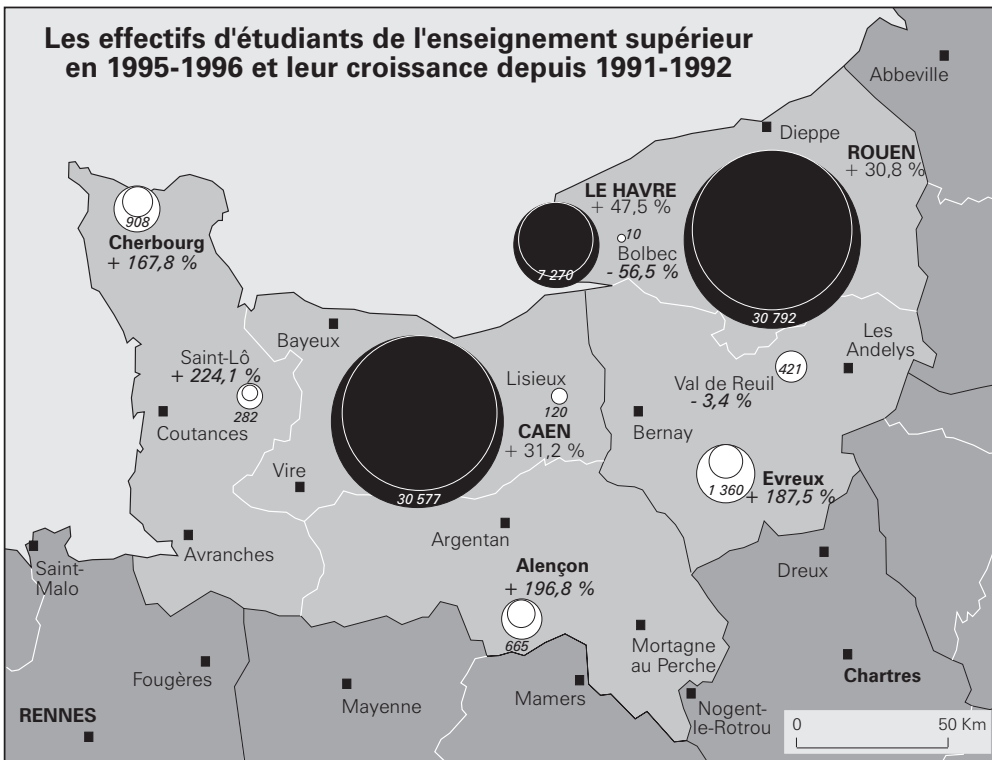 Les effectifs d'étudiants de l'enseignement supérieur
en 1995-1996 et leur croissance depuis 1991-1992
Abbeville
Dieppe
ROUEN
+ 30,8 %
30 792
LE HAVRE
+ 47,5 %
7 270
10
Bolbec
- 56,5 %
908
Cherbourg
+ 167,8 %
Bayeux
Saint-Lô
+ 224,1 %
282
Coutances
Lisieux
120
CAEN
+ 31,2 %
30 577
Les
Andelys
421
Val de Reuil
- 3,4 %
Bernay
Vire
1 360
Evreux
+ 187,5 %
Argentan
Avranches
Saint-
Malo
Dreux
Alençon
+ 196,8 %
665
Mortagne
au Perche
Chartres
Fougères
Mayenne
Mamers
Nogent-
le-Rotrou
RENNES
0
50 Km